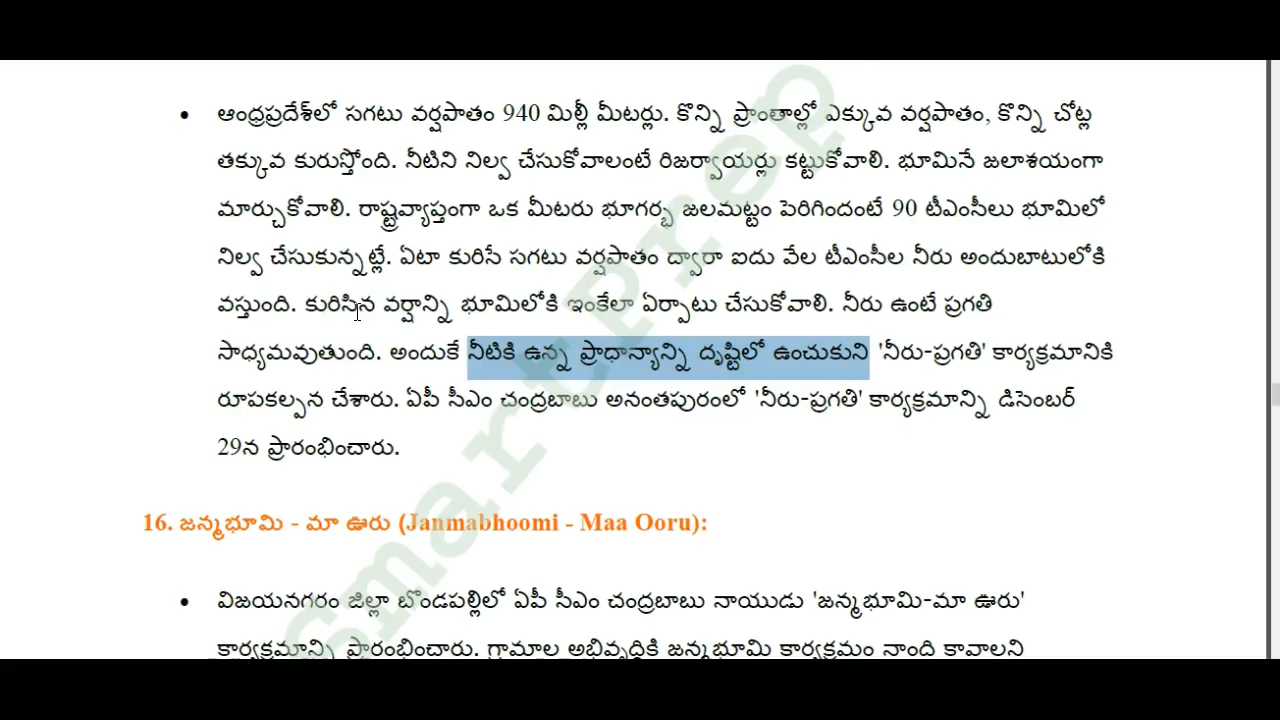 • ఆంధ్రప్రదేశ్‌లో సగటు వర్షపాతం 940 మిల్లీ మీటర్లు. కొన్ని ప్రాంతాల్లో ఎక్కువ వర్షపాతం, కొన్ని చోట్ల
తక్కువ కురుస్తోంది. నీటిని నిల్వ చేసుకోవాలంటే రిజర్వాయర్లు కట్టుకోవాలి. భూమినే జలాశయంగా
మార్చుకోవాలి. రాష్ట్రవ్యాప్తంగా ఒక మీటరు భూగర్భ జలమట్టం పెరిగిందంటే 90 టీఎంసీలు భూమిలో
నిల్వ చేసుకున్నట్లే. ఏటా కురిసే సగటు వర్షపాతం ద్వారా ఐదు వేల టీఎంసీల నీరు అందుబాటులోకి
వస్తుంది. కురిసిన వర్షాన్ని భూమిలోకి ఇంకేలా ఏర్పాటు చేసుకోవాలి. నీరు ఉంటే ప్రగతి
సాధ్యమవుతుంది. అందుకే నీటికి ఉన్న ప్రాధాన్యాన్ని దృష్టిలో ఉంచుకుని 'నీరు-ప్రగతి' కార్యక్రమానికి
రూపకల్పన చేశారు. ఏపీ సీఎం చంద్రబాబు అనంతపురంలో 'నీరు-ప్రగతి' కార్యక్రమాన్ని డిసెంబర్
29న ప్రారంభించారు.
16. జన్మభూమి - మా ఊరు (Janmabhoomi - Maa Ooru):
• విజయనగరం జిల్లా బొండపల్లిలో ఏపీ సీఎం చంద్రబాబు నాయుడు 'జన్మభూమి-మా ఊరు'
కార్యక్రమాన్ని ప్రారంభించారు. గ్రామాల అభివృద్ధికి జన్మభూమి కార్యక్రమం నాంది కావాలని
SmartPrep